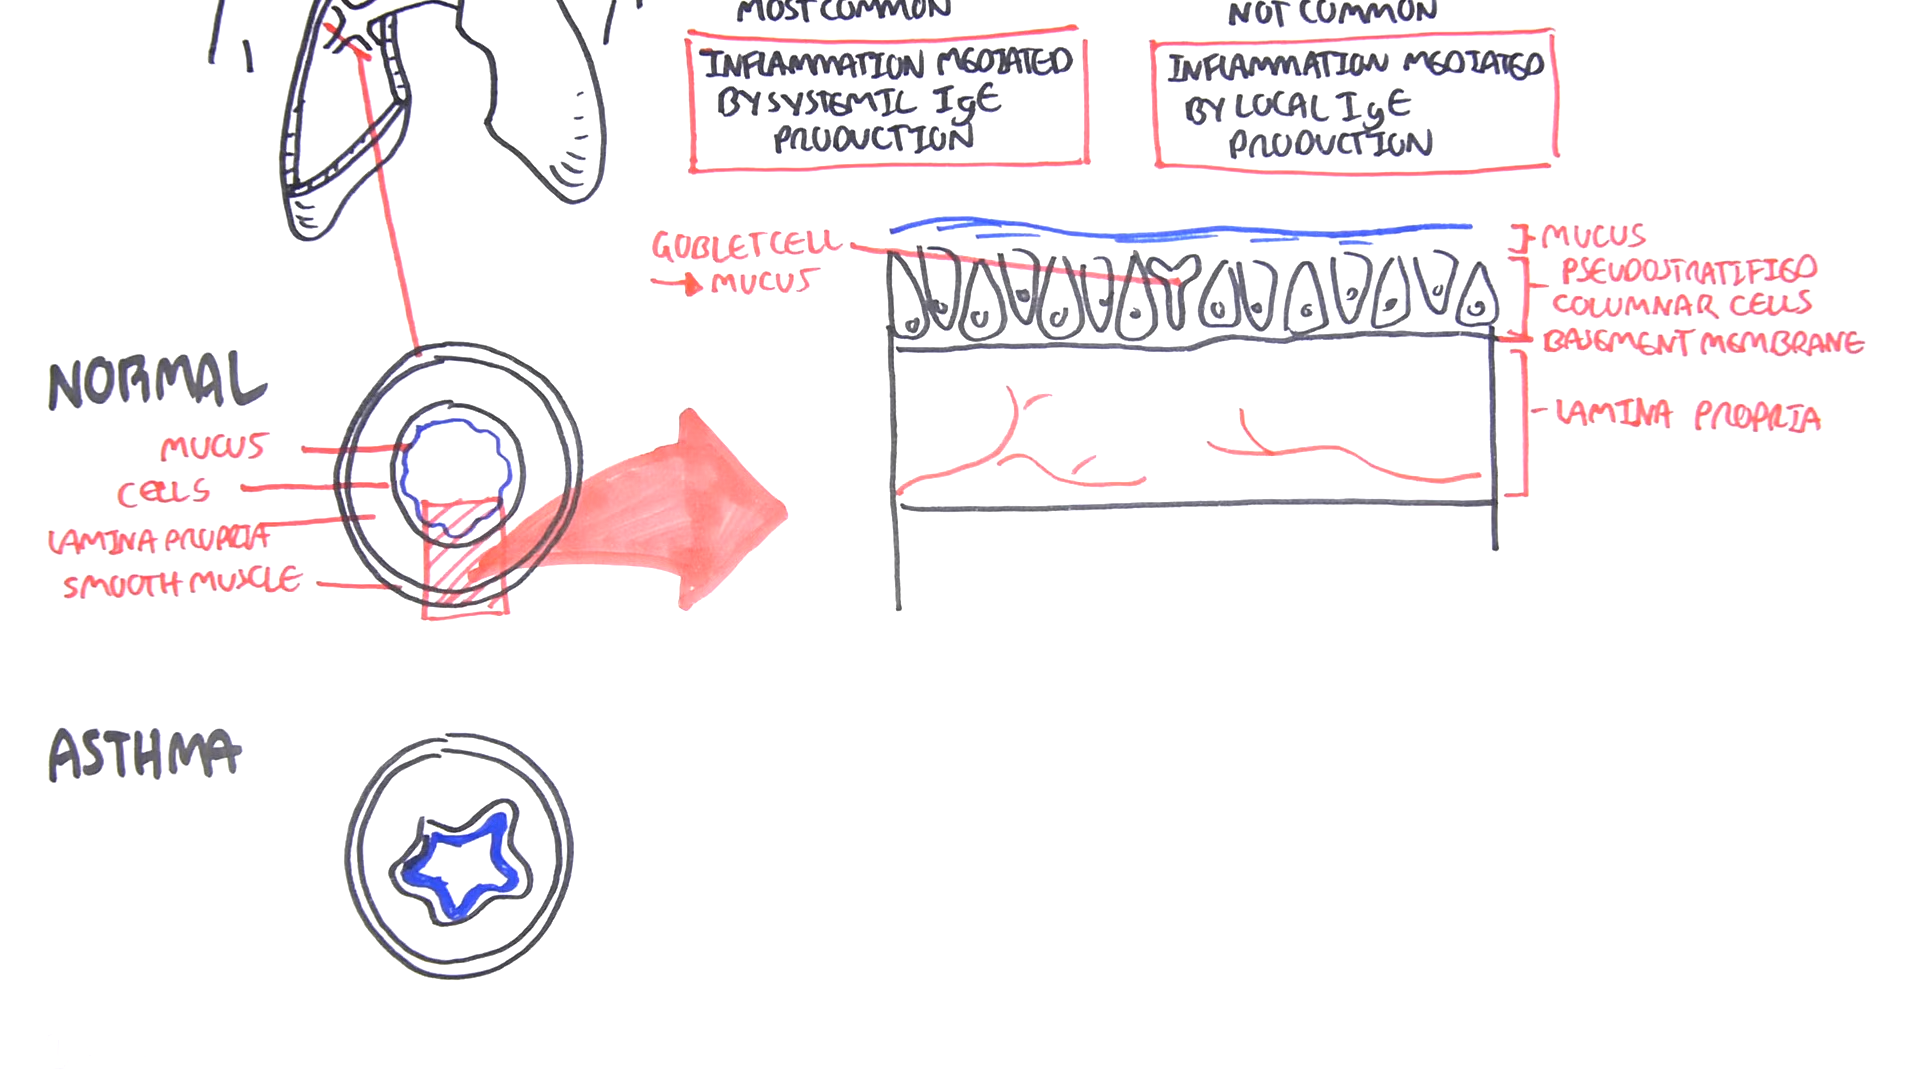 MOST COMMON
INFLAMMATION MEDIATED
BY SYSTEMIC IgE
PRODUCTION
NOT COMMON
INFLAMMATION MEDIATED
BY LOCAL IgE
PRODUCTION
GOBLET CELL
→ MUCUS
MUCUS
PSEUDOSTRATIFIED
COLUMNAR CELLS
BASEMENT MEMBRANE
LAMINA PROPRIA
NORMAL
MUCUS
CELLS
LAMINA PROPRIA
SMOOTH MUSCLE
ASTHMA